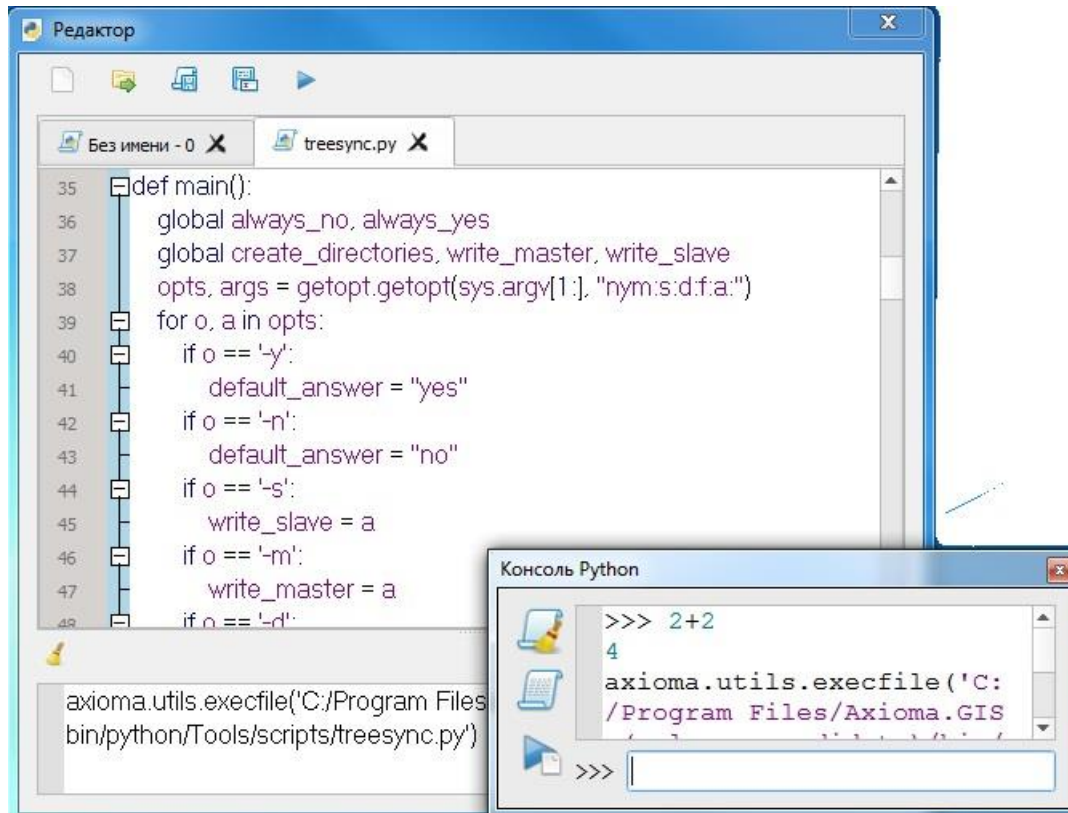 Редактор
Без имени - 0
treesync.py
35 def main():
36 global always_no, always_yes
37 global create_directories, write_master, write_slave
38 opts, args = getopt.getopt(sys.argv[1:], "nym:s:d:f:a:")
39 for o, a in opts:
40 if o == '-y':
41 default_answer = "yes"
42 if o == '-n':
43 default_answer = "no"
44 if o == '-s':
45 write_slave = a
46 if o == '-m':
47 write_master = a
48 if o == '-d':
axioma.utils.execfile('C:/Program Files
bin/python/Tools/scripts/treesync.py')
Консоль Python
>>> 2+2
4
axioma.utils.execfile('C:
/Program Files/Axioma.GIS
>>>